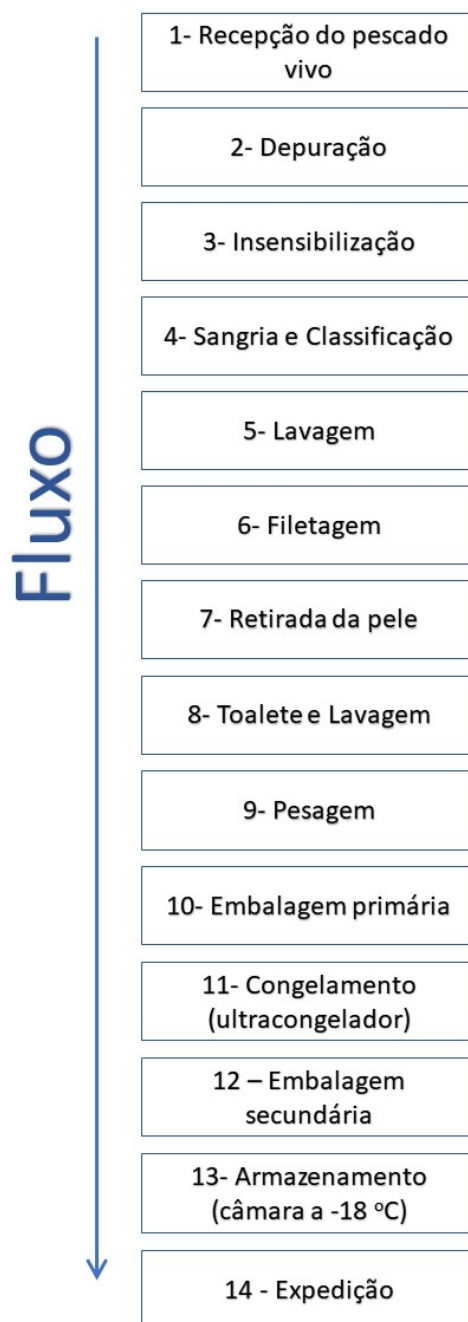 Fluxo
1- Recepção do pescado
vivo
2- Depuração
3- Insensibilização
4- Sangria e Classificação
5- Lavagem
6- Filetagem
7- Retirada da pele
8- Toalete e Lavagem
9- Pesagem
10- Embalagem primária
11- Congelamento
(ultracongelador)
12 – Embalagem
secundária
13- Armazenamento
(câmara a -18 ºC)
14 - Expedição